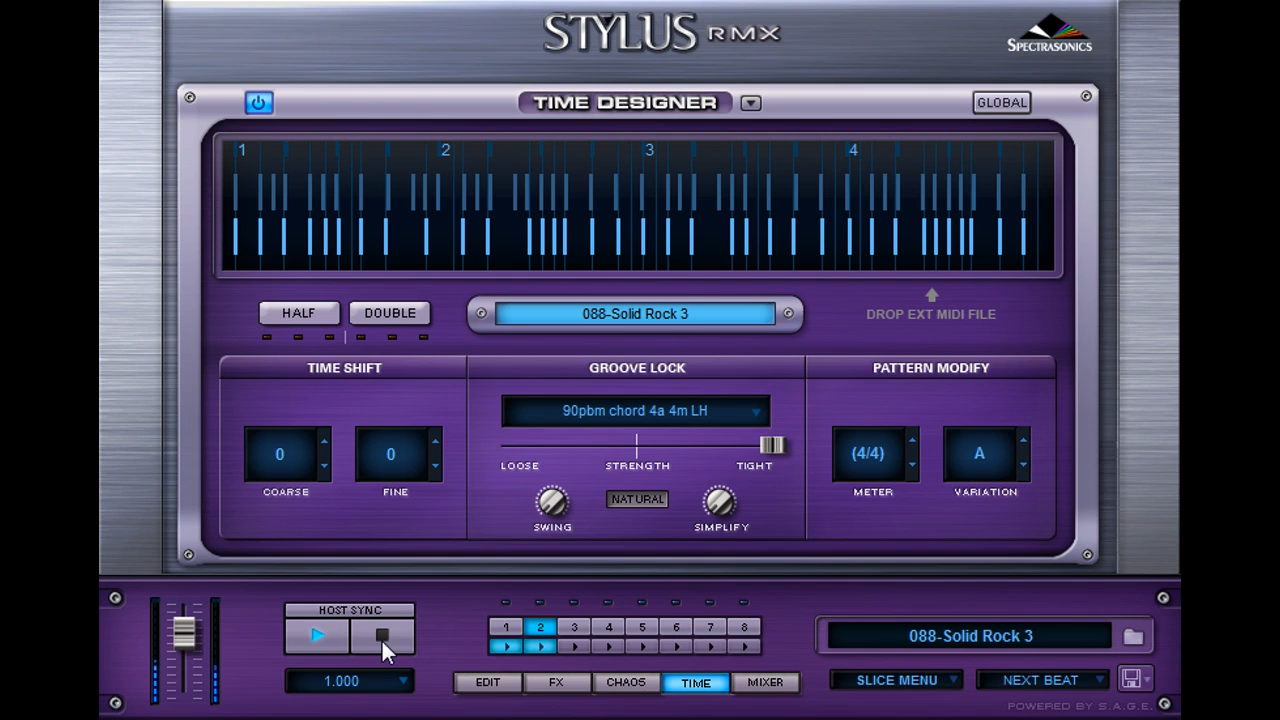 STYLUS RMX
SPECTRASONICS
TIME DESIGNER
GLOBAL
1 2 3 4
HALF DOUBLE
088-Solid Rock 3
DROP EXT MIDI FILE
TIME SHIFT
GROOVE LOCK
PATTERN MODIFY
90pbm chord 4a 4m LH
0 0
COARSE FINE
LOOSE STRENGTH TIGHT
NATURAL
SWING SIMPLIFY
(4/4) A
METER VARIATION
HOST SYNC
1.000
1 2 3 4 5 6 7 8
EDIT FX CHAOS TIME MIXER
088-Solid Rock 3
SLICE MENU NEXT BEAT
POWERED BY S.A.G.E.